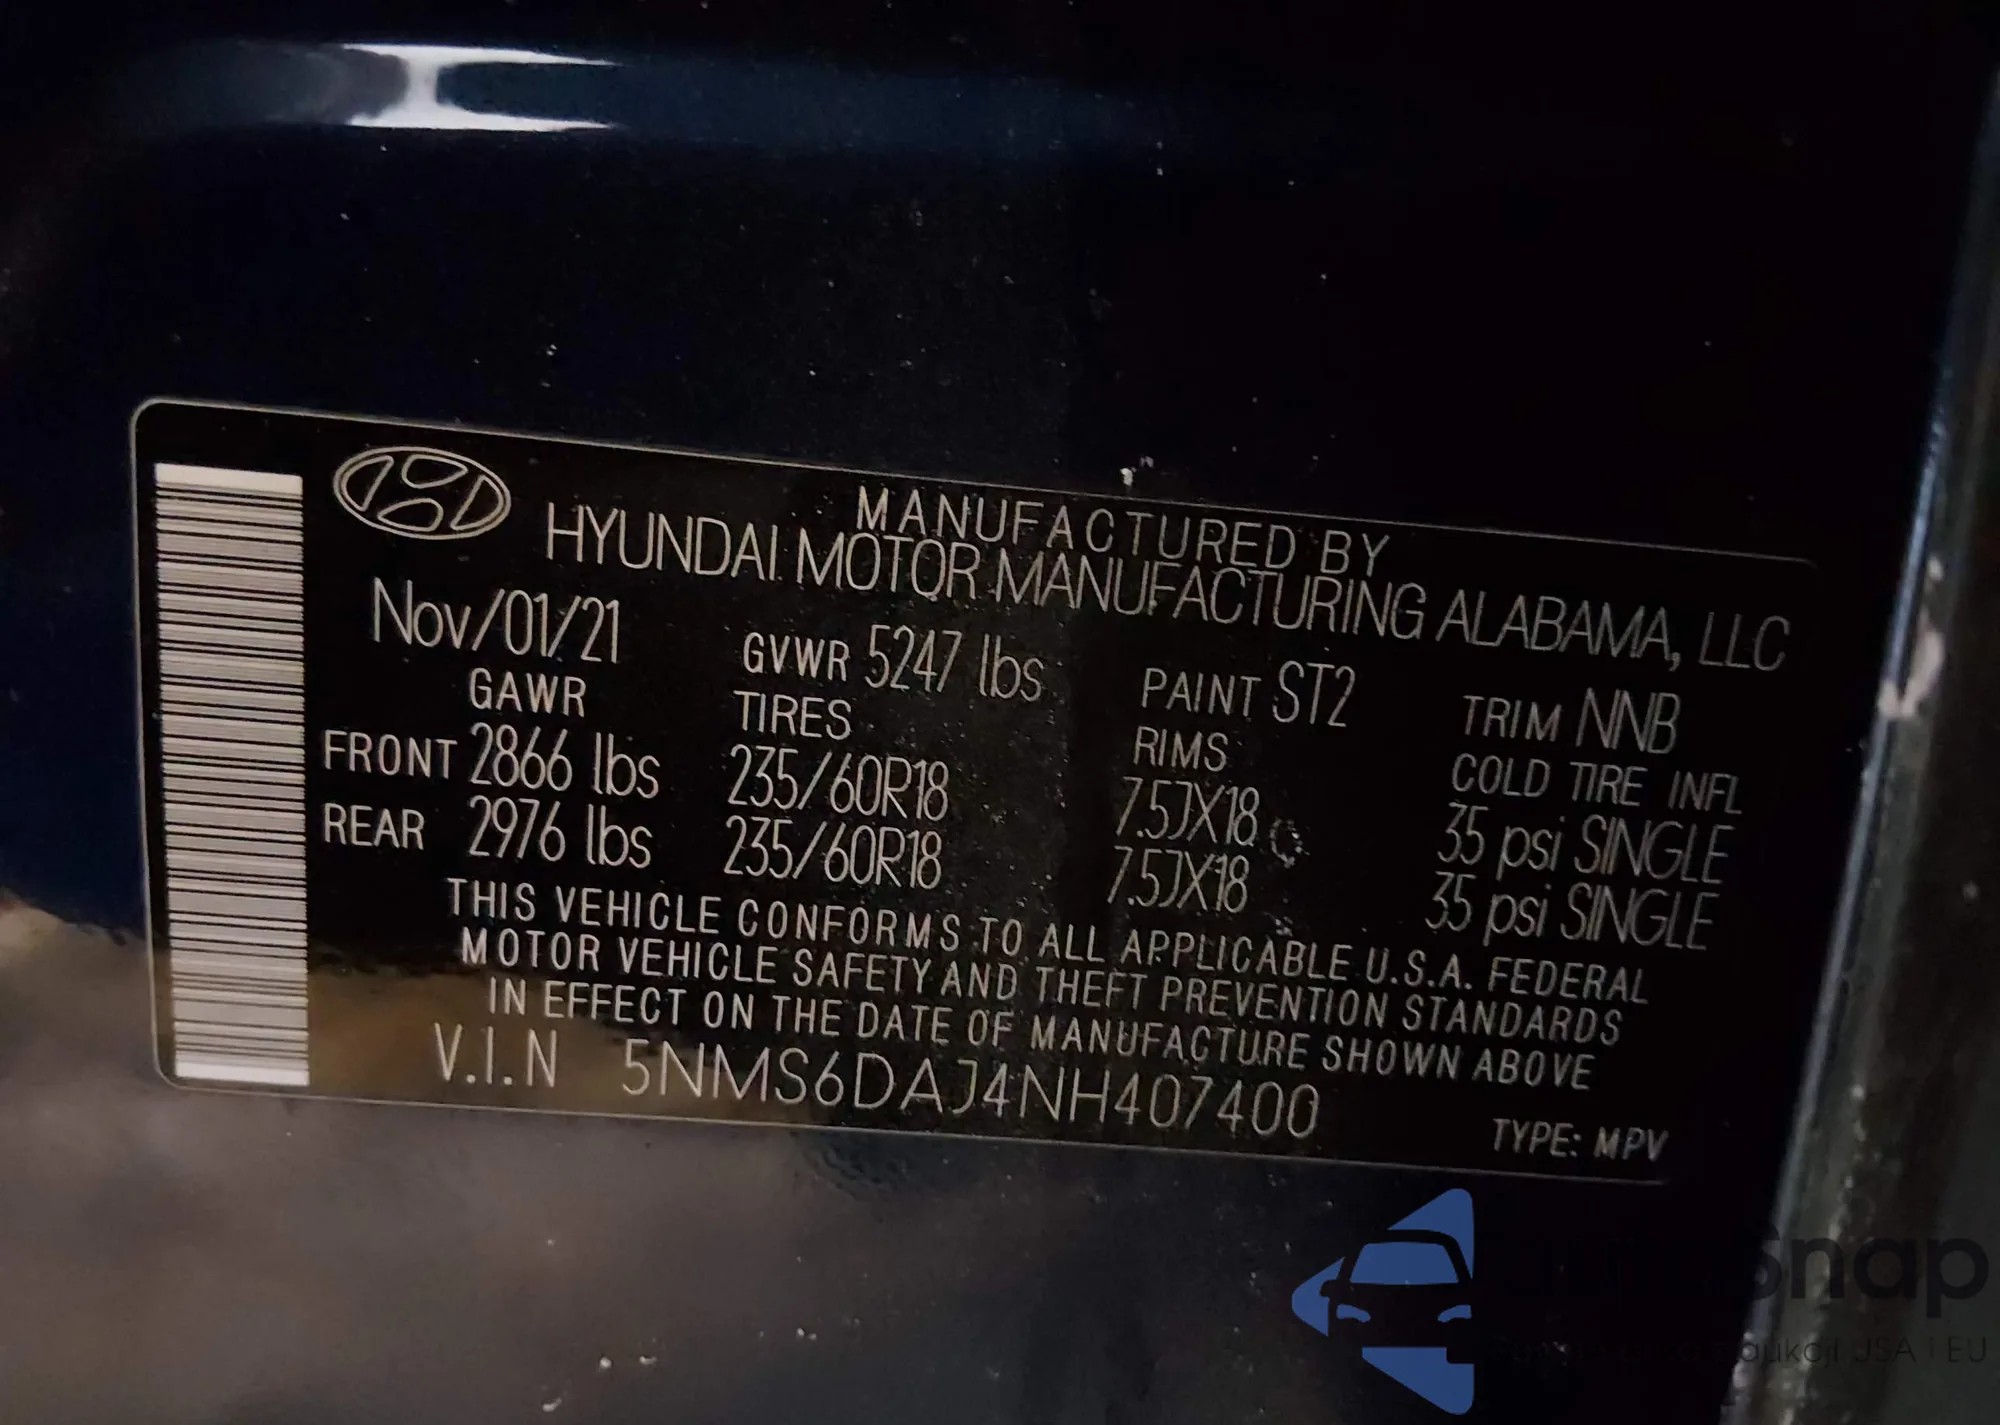 MANUFACTURED BY
HYUNDAI MOTOR MANUFACTURING ALABAMA, LLC
Nov/01/21 GVWR 5247 lbs PAINT ST2 TRIM NNB
GAWR TIRES RIMS COLD TIRE INFL
FRONT 2866 lbs 235/60R18 7.5JX18 35 psi SINGLE
REAR 2976 lbs 235/60R18 7.5JX18 35 psi SINGLE
THIS VEHICLE CONFORMS TO ALL APPLICABLE U.S.A. FEDERAL
MOTOR VEHICLE SAFETY AND THEFT PREVENTION STANDARDS
IN EFFECT ON THE DATE OF MANUFACTURE SHOWN ABOVE
V.I.N 5NMS6DAJ4NH407400
TYPE: MPV
USA i EU